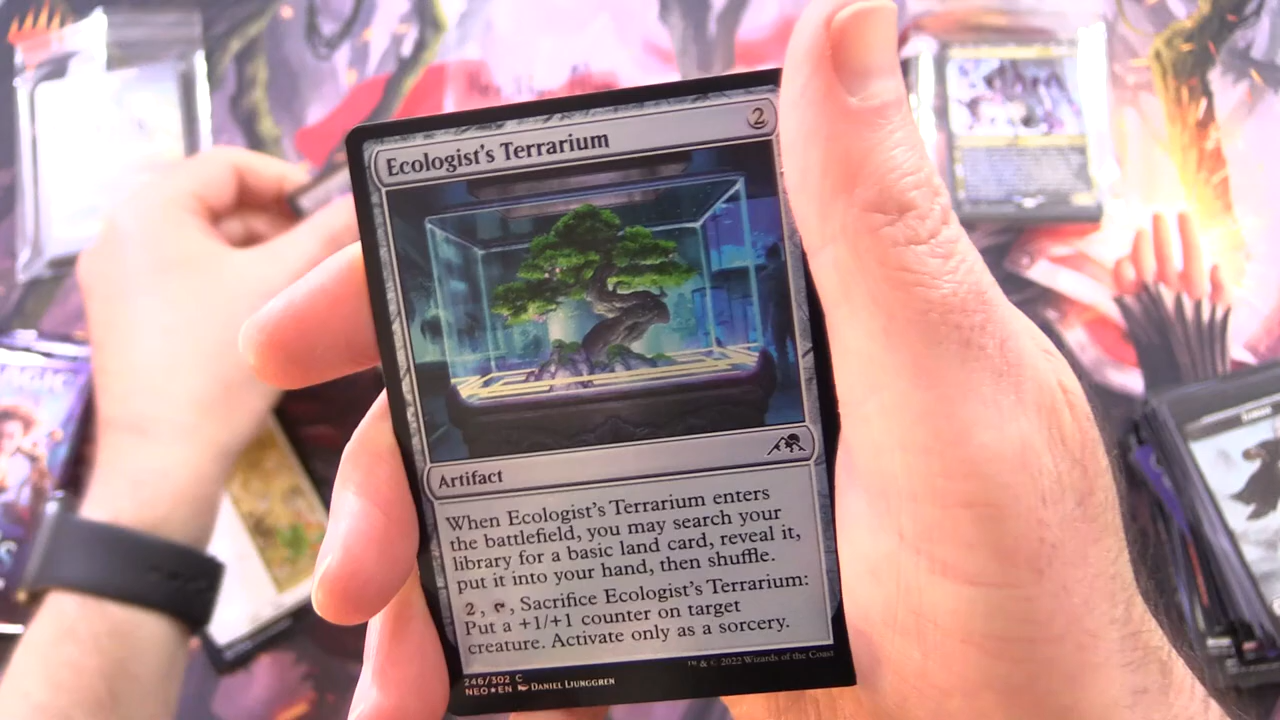 Ecologist's Terrarium
2
Artifact
When Ecologist's Terrarium enters
the battlefield, you may search your
library for a basic land card, reveal it,
put it into your hand, then shuffle.
2, , Sacrifice Ecologist's Terrarium:
Put a +1/+1 counter on target
creature. Activate only as a sorcery.
246/302 C
NEO★EN DANIEL LJUNGGREN
™ & © 2022 Wizards of the Coast